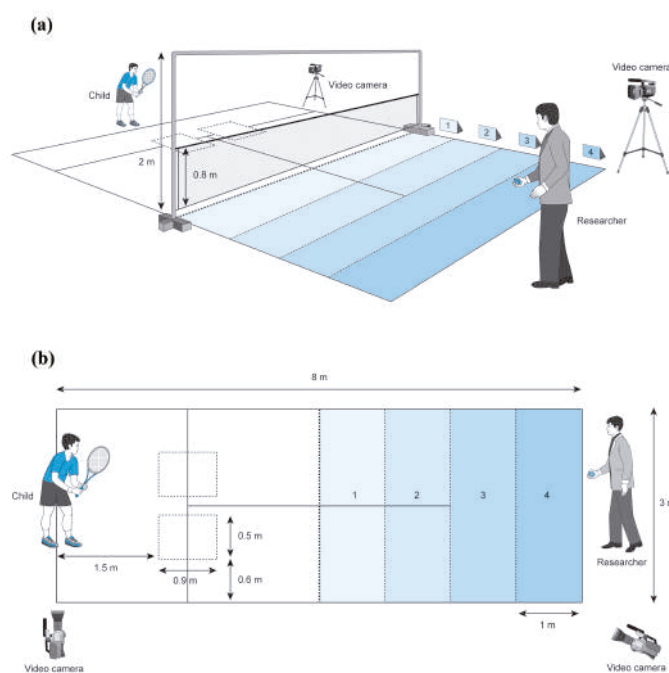 (a)
Video camera
Child
Video camera
1
2
3
4
2 m
0.8 m
Researcher
(b)
8 m
Child
1
2
3
4
3 m
0.5 m
1.5 m
0.9 m
0.6 m
Researcher
1 m
Video camera
Video camera